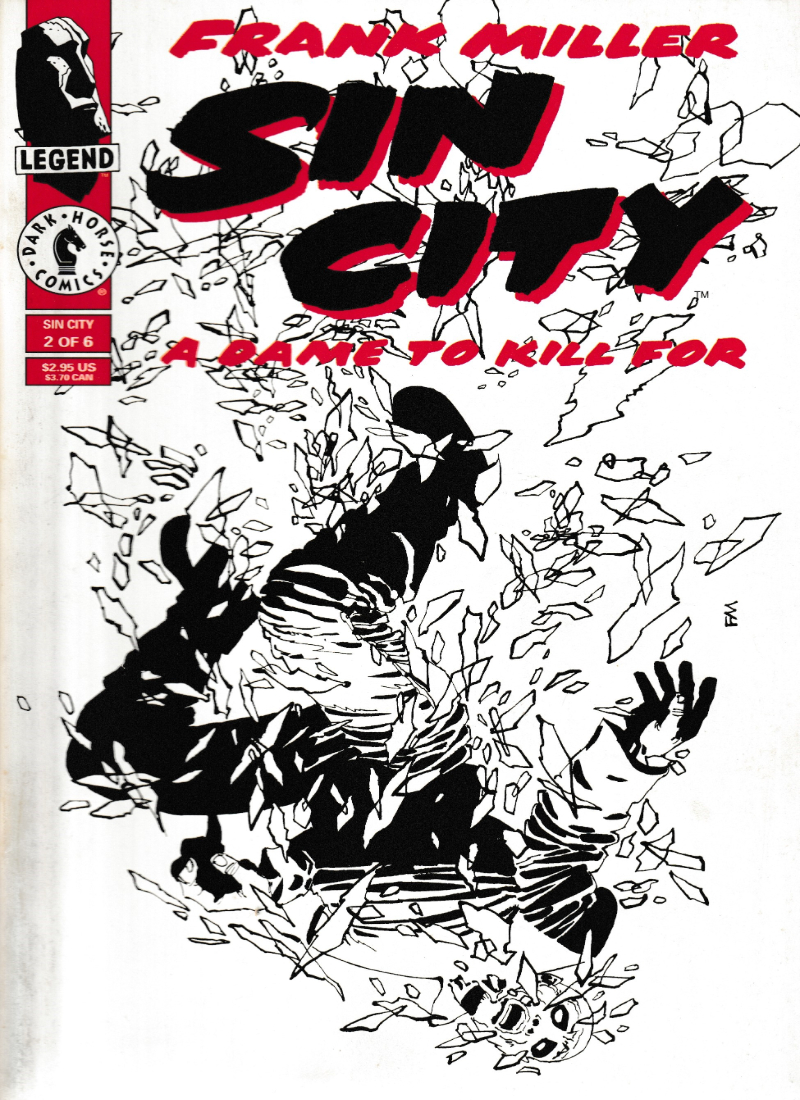 FRANK MILLER
SIN
CITY
TM
A DAME TO KILL FOR
LEGEND
TM
DARK • HORSE • COMICS •
®
SIN CITY
2 OF 6
$2.95 US
$3.70 CAN
FM